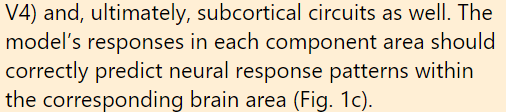 V4) and, ultimately, subcortical circuits as well. The
model's responses in each component area should
correctly predict neural response patterns within
the corresponding brain area (Fig. 1c).